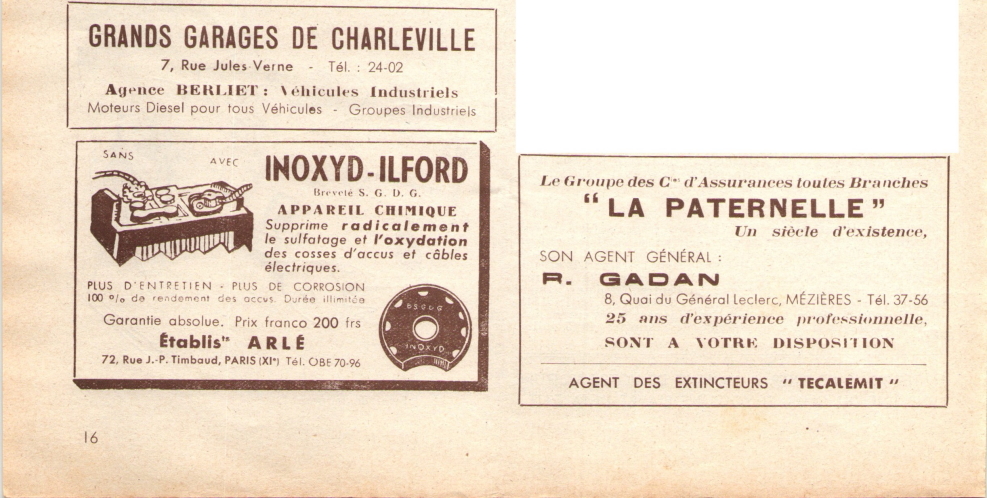 GRANDS GARAGES DE CHARLEVILLE
7, Rue Jules Verne - Tél. : 24-02
Agence BERLIET : Véhicules Industriels
Moteurs Diesel pour tous Véhicules - Groupes Industriels
SANS
AVEC
INOXYD-ILFORD
Breveté S. G. D. G.
APPAREIL CHIMIQUE
Supprime radicalement
le sulfatage et l'oxydation
des cosses d'accus et câbles
électriques.
PLUS D'ENTRETIEN - PLUS DE CORROSION
100 % de rendement des accus. Durée illimitée
Garantie absolue. Prix franco 200 frs
Établis ts ARLÉ
72, Rue J.-P. Timbaud, PARIS (XIe) Tél. OBE 70-96
BSGDG
INOXYD
Le Groupe des Cies d'Assurances toutes Branches
" LA PATERNELLE "
Un siècle d'existence,
SON AGENT GÉNÉRAL :
R. GADAN
8, Quai du Général Leclerc, MÉZIÈRES - Tél. 37-56
25 ans d'expérience professionnelle,
SONT A VOTRE DISPOSITION
AGENT DES EXTINCTEURS " TECALEMIT "
16